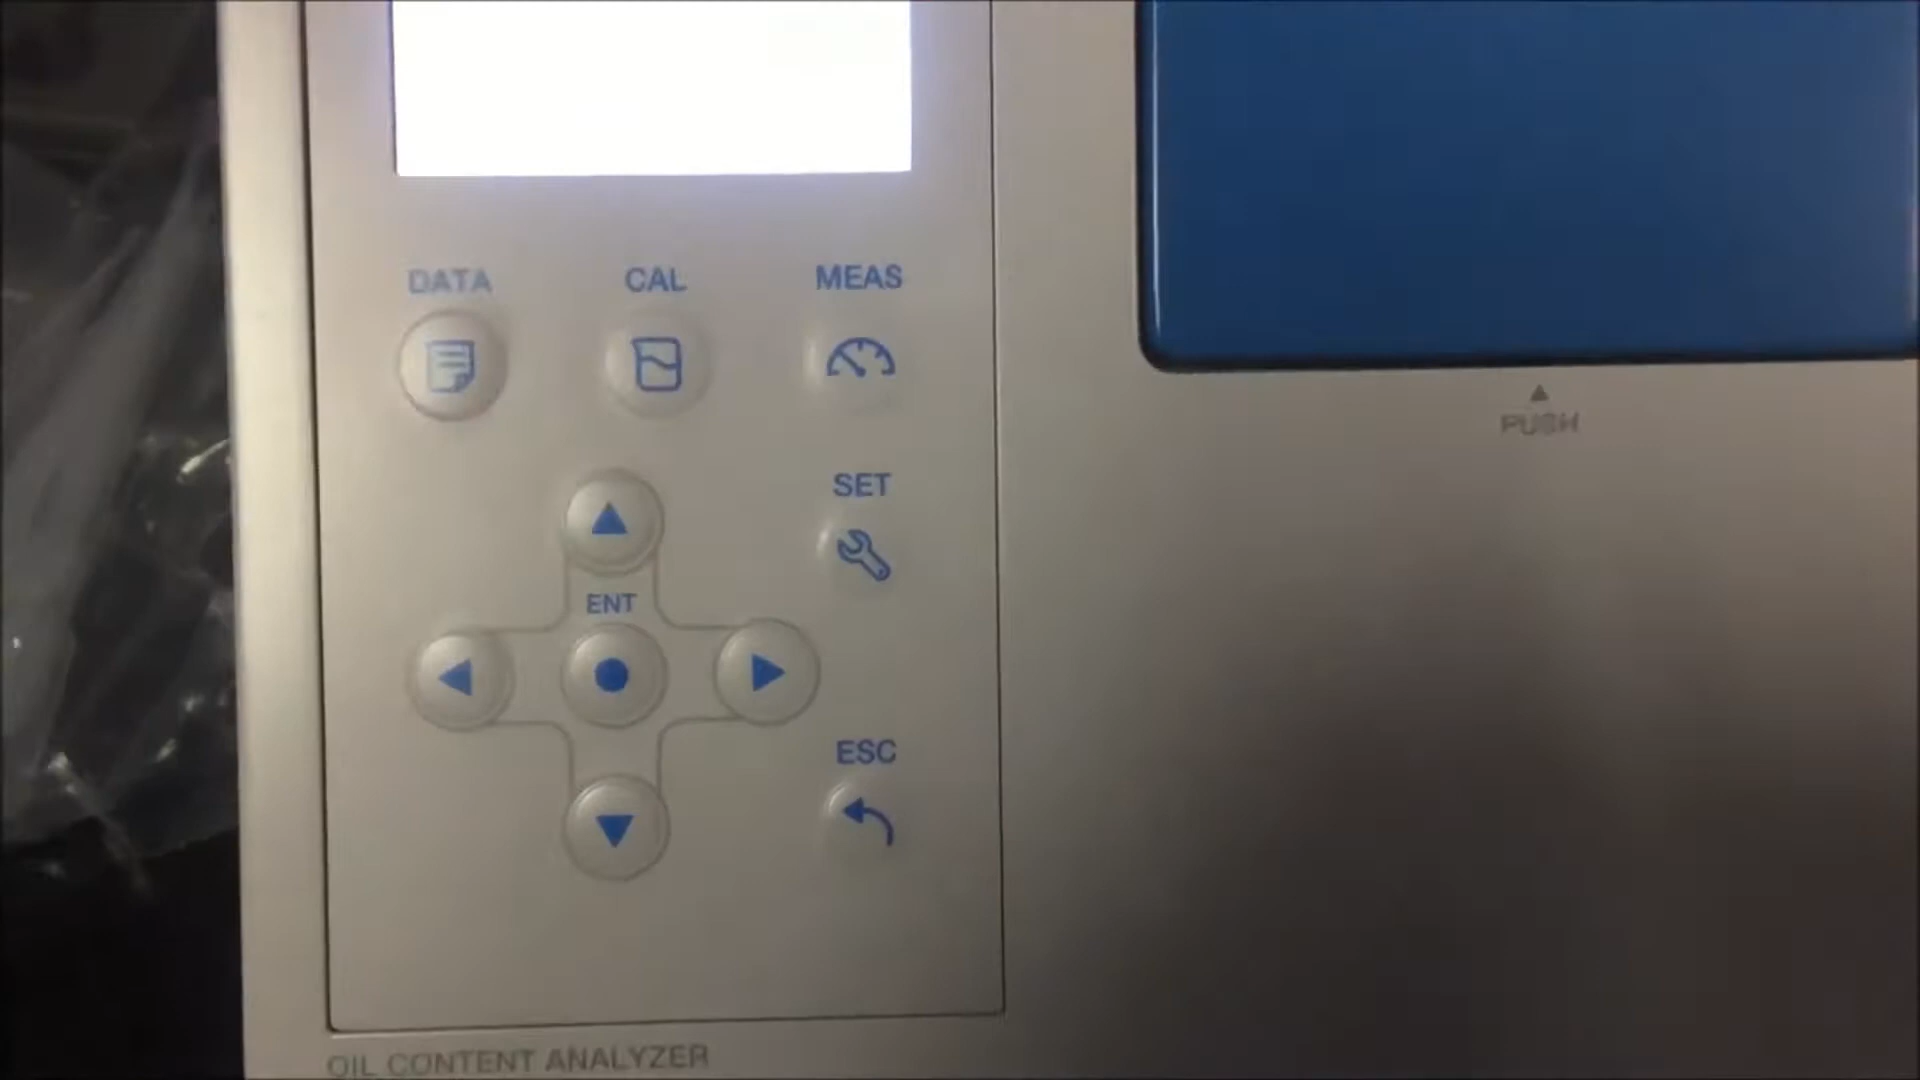 DATA CAL MEAS
PUSH
SET
ENT
ESC
OIL CONTENT ANALYZER